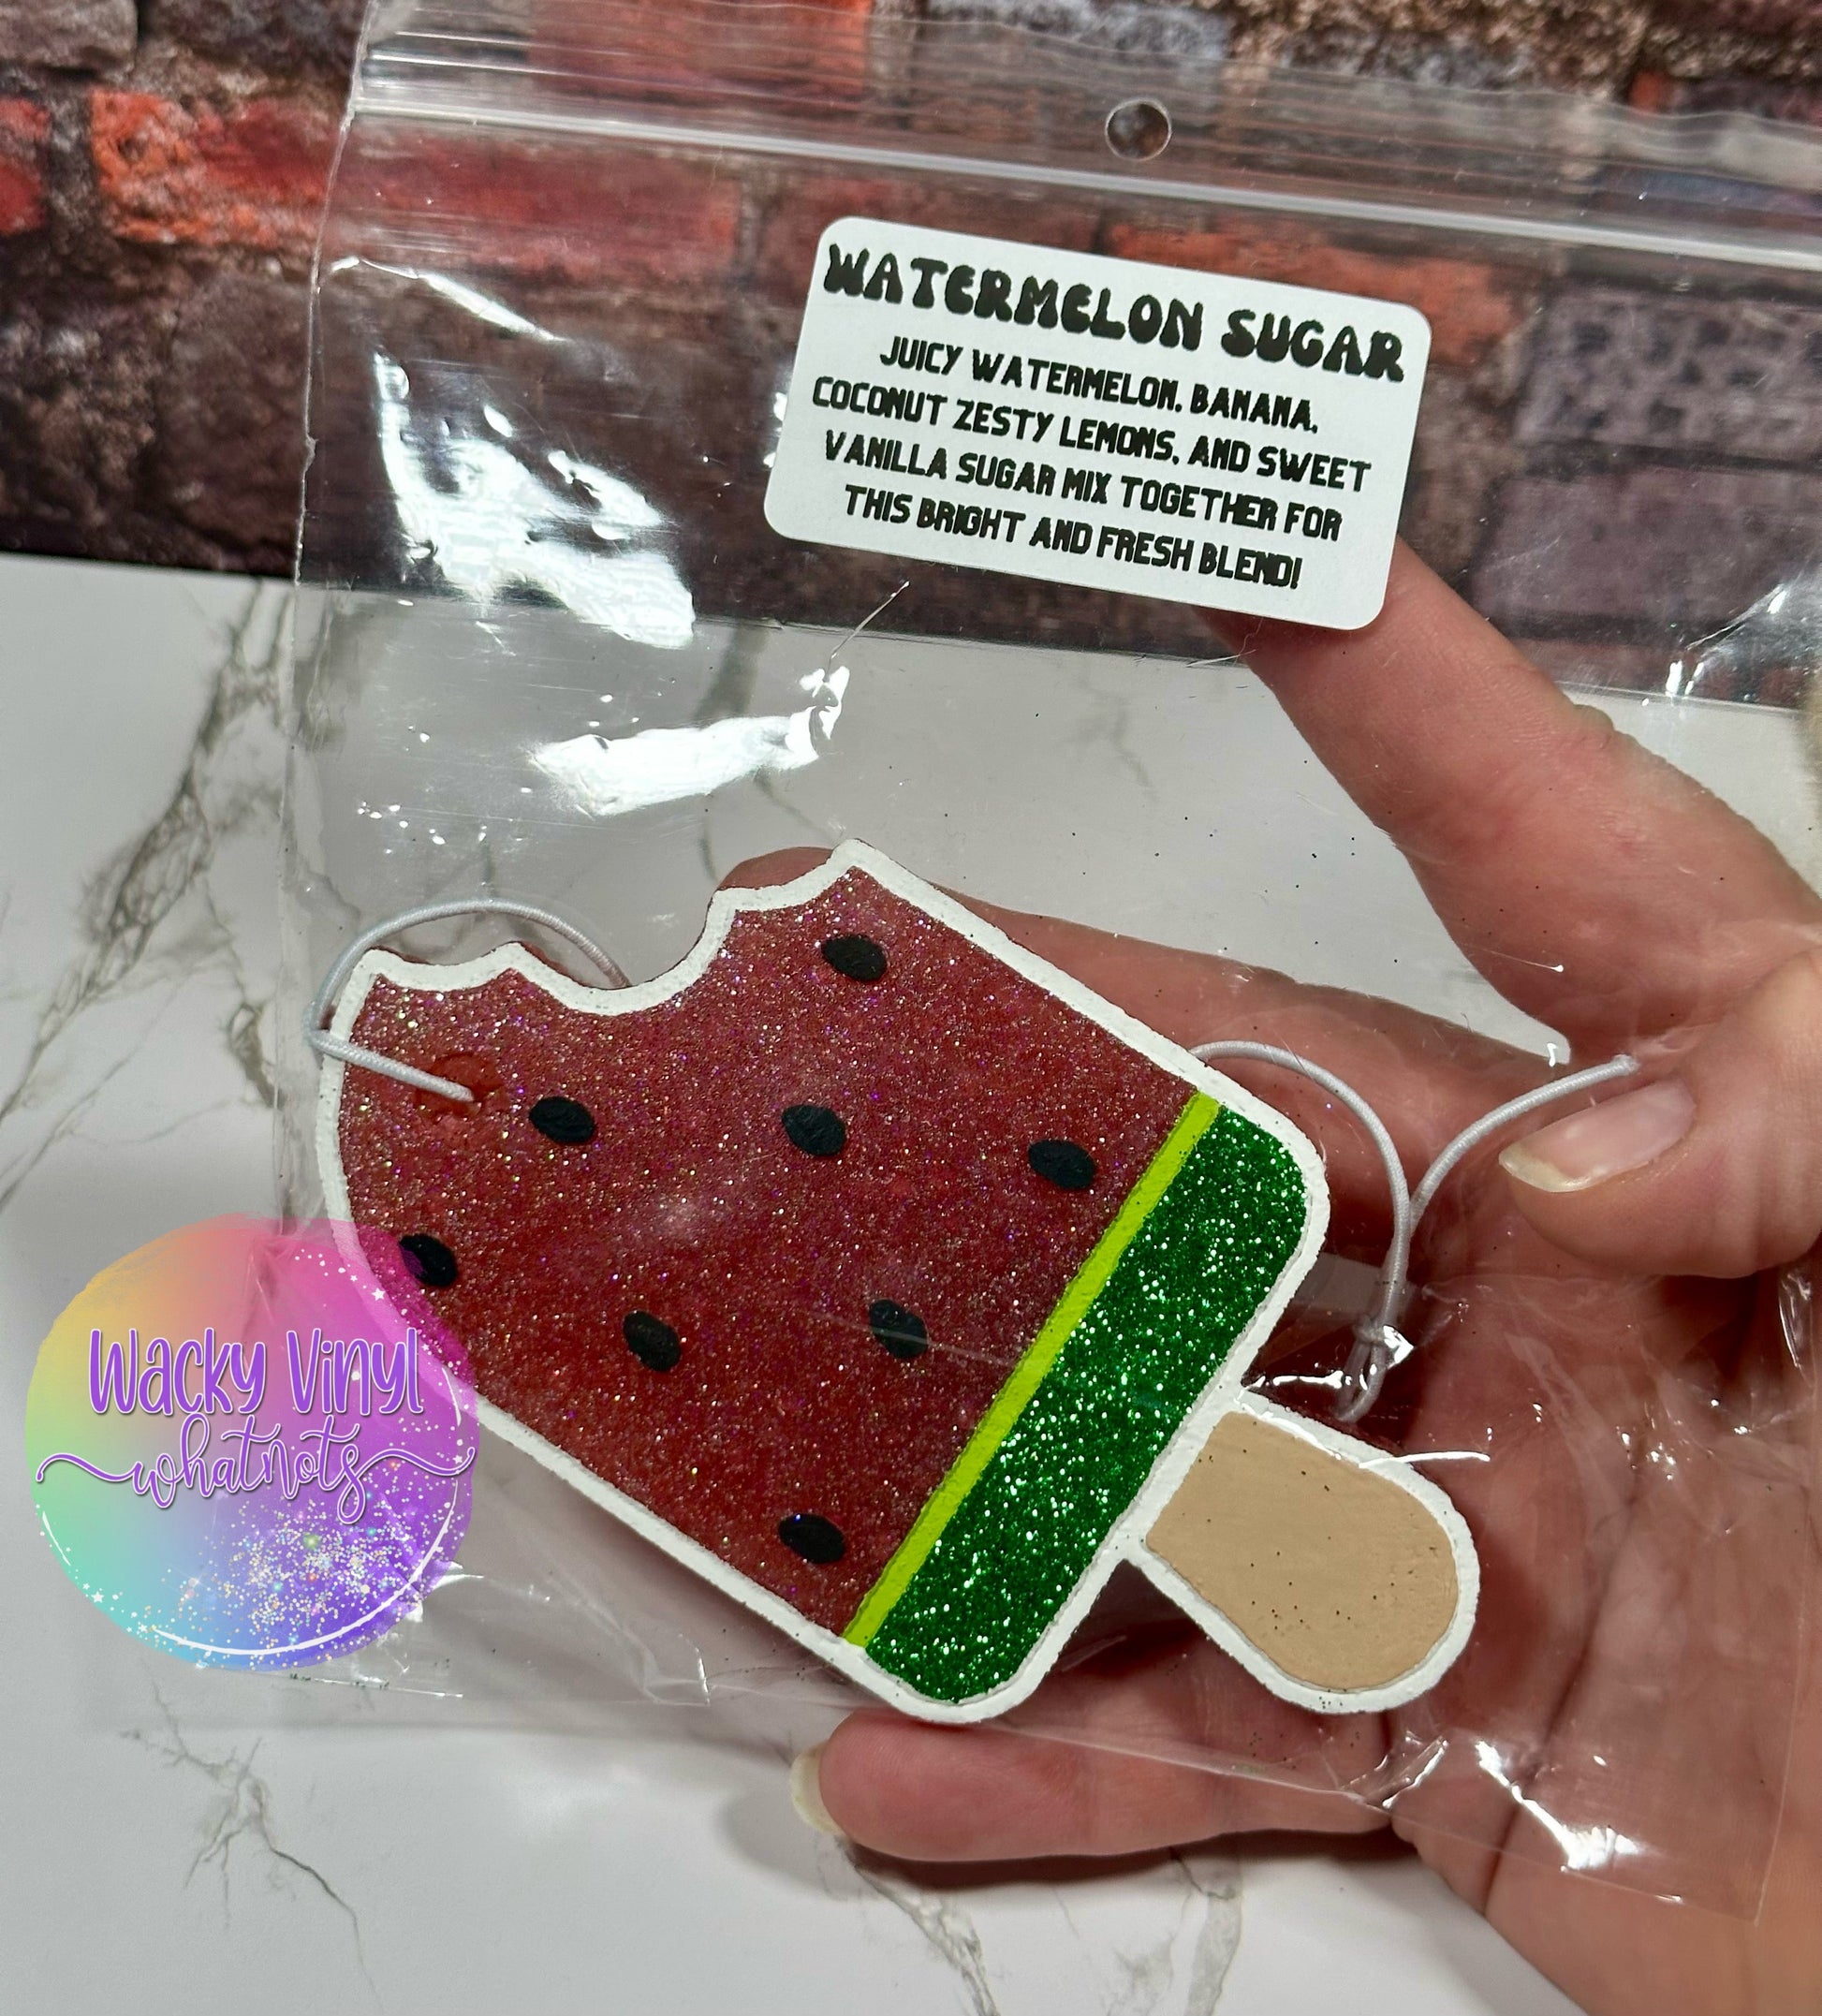 WATERMELON SUGAR
JUICY WATERMELON, BANANA,
COCONUT ZESTY LEMONS, AND SWEET
VANILLA SUGAR MIX TOGETHER FOR
THIS BRIGHT AND FRESH BLEND!
Wacky Vinyl
whatnots